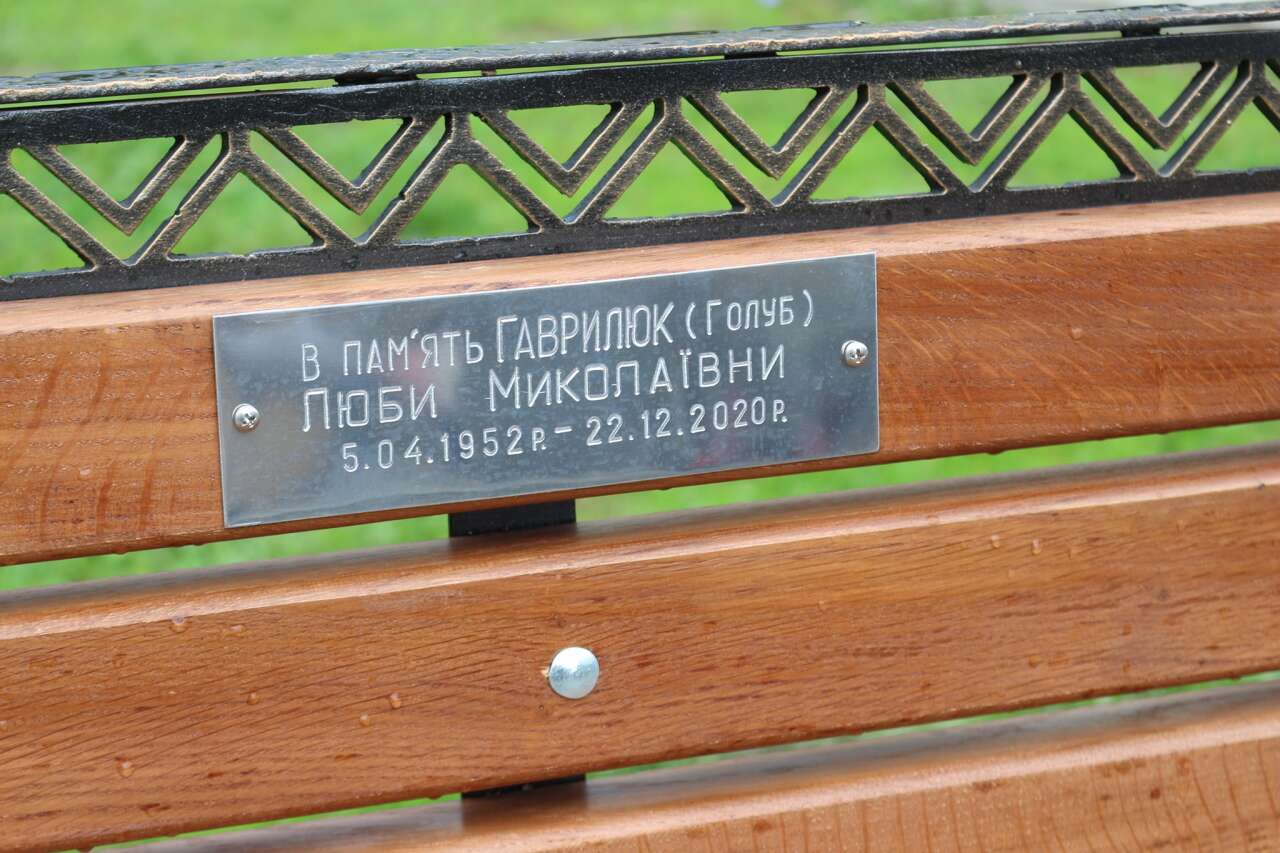 В ПАМ'ЯТЬ ГАВРИЛЮК (ГОЛУБ)
ЛЮБИ МИКОЛАЇВНИ
5.04.1952Р.- 22.12.2020Р.